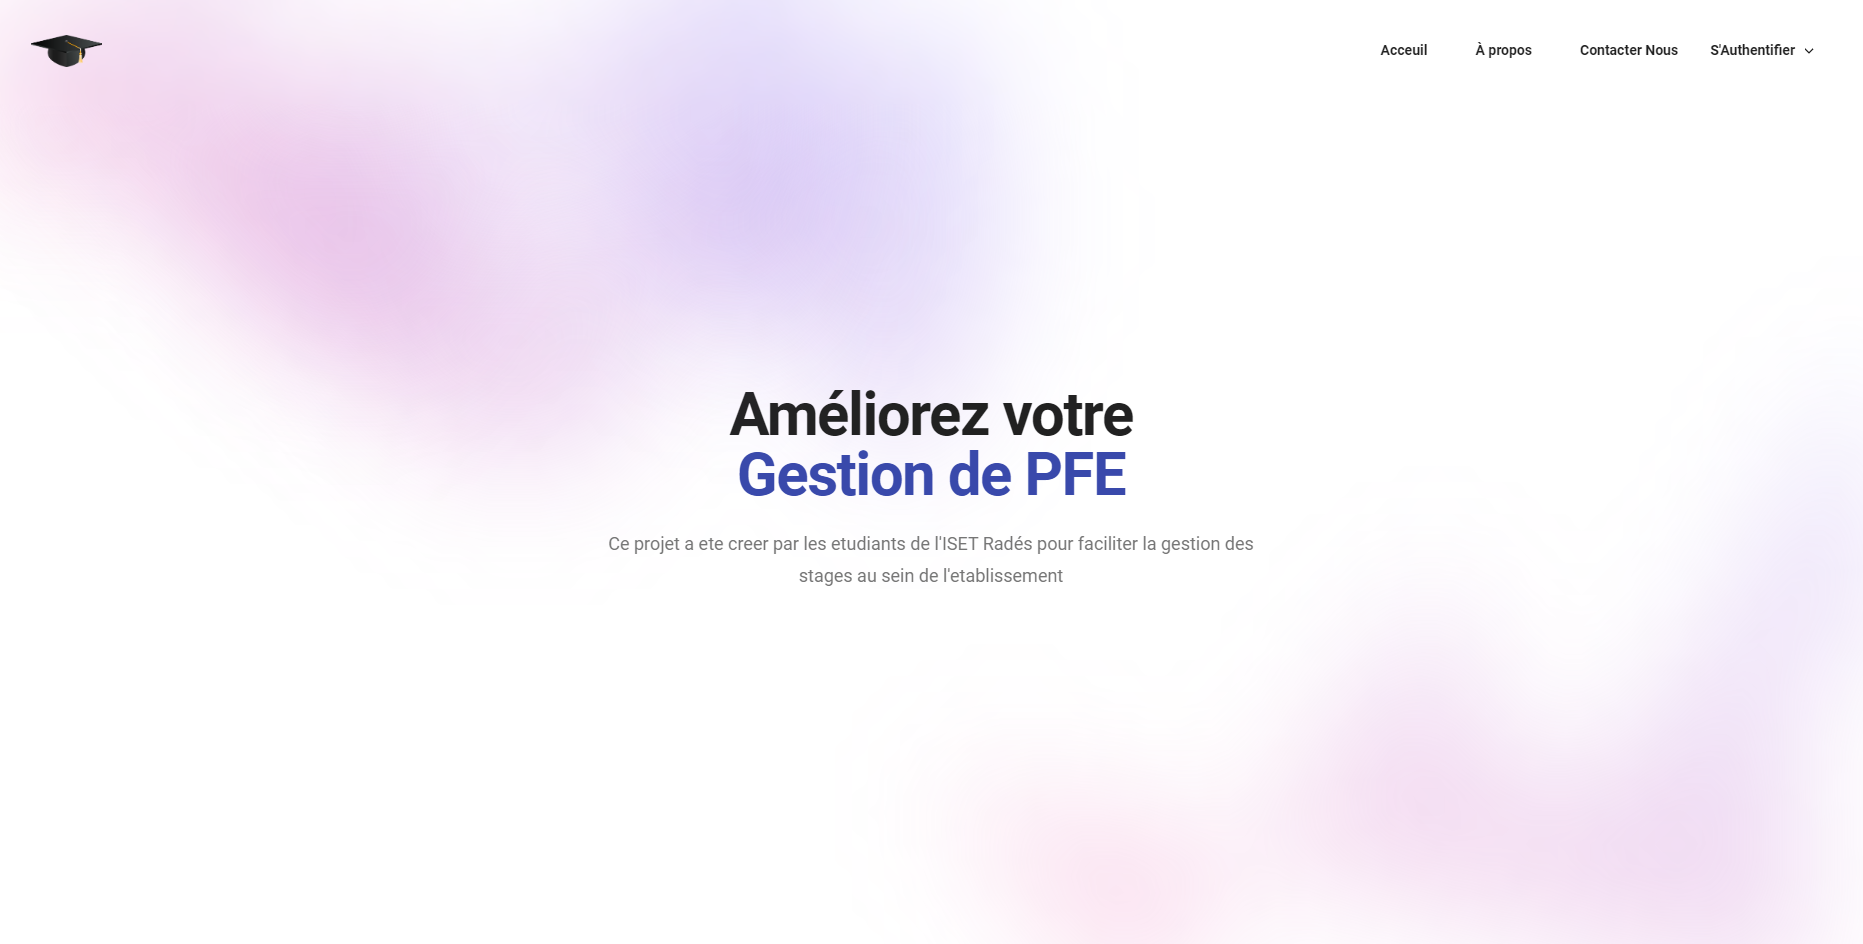 Acceuil
À propos
Contacter Nous
S'Authentifier
Améliorez votre
Gestion de PFE
Ce projet a ete creer par les etudiants de l'ISET Radés pour faciliter la gestion des
stages au sein de l'etablissement